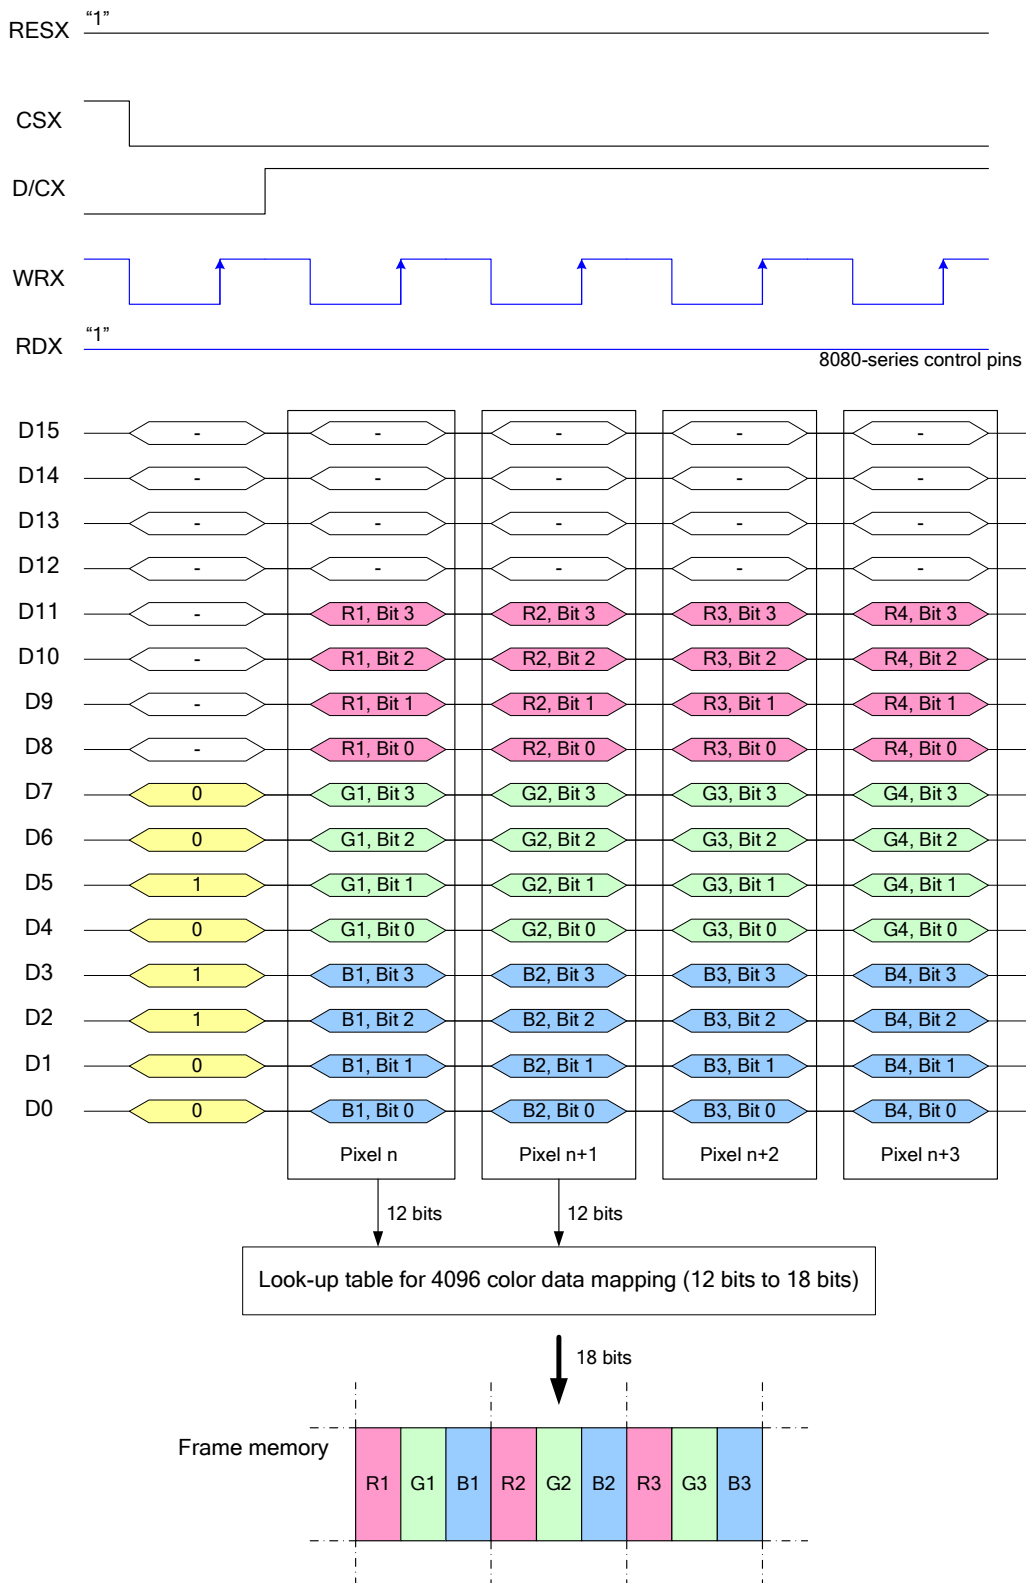 RESX "1"
CSX
D/CX
WRX
RDX "1"
8080-series control pins
D15 - - - - -
D14 - - - - -
D13 - - - - -
D12 - - - - -
D11 - R1, Bit 3 R2, Bit 3 R3, Bit 3 R4, Bit 3
D10 - R1, Bit 2 R2, Bit 2 R3, Bit 2 R4, Bit 2
D9 - R1, Bit 1 R2, Bit 1 R3, Bit 1 R4, Bit 1
D8 - R1, Bit 0 R2, Bit 0 R3, Bit 0 R4, Bit 0
D7 0 G1, Bit 3 G2, Bit 3 G3, Bit 3 G4, Bit 3
D6 0 G1, Bit 2 G2, Bit 2 G3, Bit 2 G4, Bit 2
D5 1 G1, Bit 1 G2, Bit 1 G3, Bit 1 G4, Bit 1
D4 0 G1, Bit 0 G2, Bit 0 G3, Bit 0 G4, Bit 0
D3 1 B1, Bit 3 B2, Bit 3 B3, Bit 3 B4, Bit 3
D2 1 B1, Bit 2 B2, Bit 2 B3, Bit 2 B4, Bit 2
D1 0 B1, Bit 1 B2, Bit 1 B3, Bit 1 B4, Bit 1
D0 0 B1, Bit 0 B2, Bit 0 B3, Bit 0 B4, Bit 0
Pixel n Pixel n+1 Pixel n+2 Pixel n+3
12 bits 12 bits
Look-up table for 4096 color data mapping (12 bits to 18 bits)
18 bits
Frame memory
R1 G1 B1 R2 G2 B2 R3 G3 B3